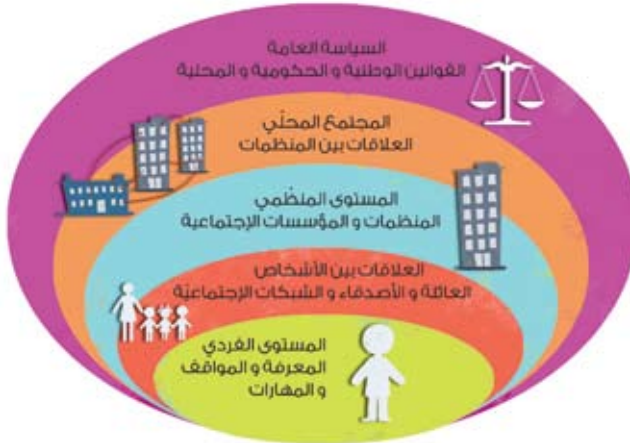 السياسة العامة
القوانين الوطنية و الحكومية و المحلية
المجتمع المحلّي
العلاقات بين المنظمات
المستوى المنظّمي
المنظمات و المؤسسات الإجتماعية
العلاقات بين الأشخاص
العائلة و الأصدقاء و الشبكات الإجتماعيّة
المستوى الفردي
المعرفة و المواقف
و المهارات